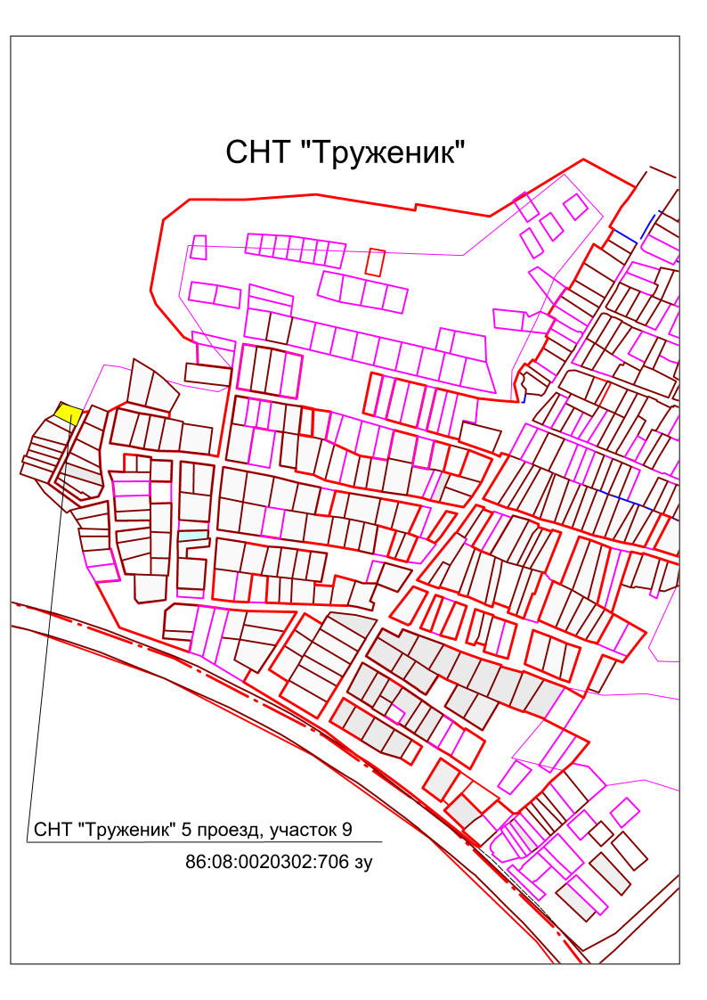 СНТ "Труженик"
СНТ "Труженик" 5 проезд, участок 9
86:08:0020302:706 зу